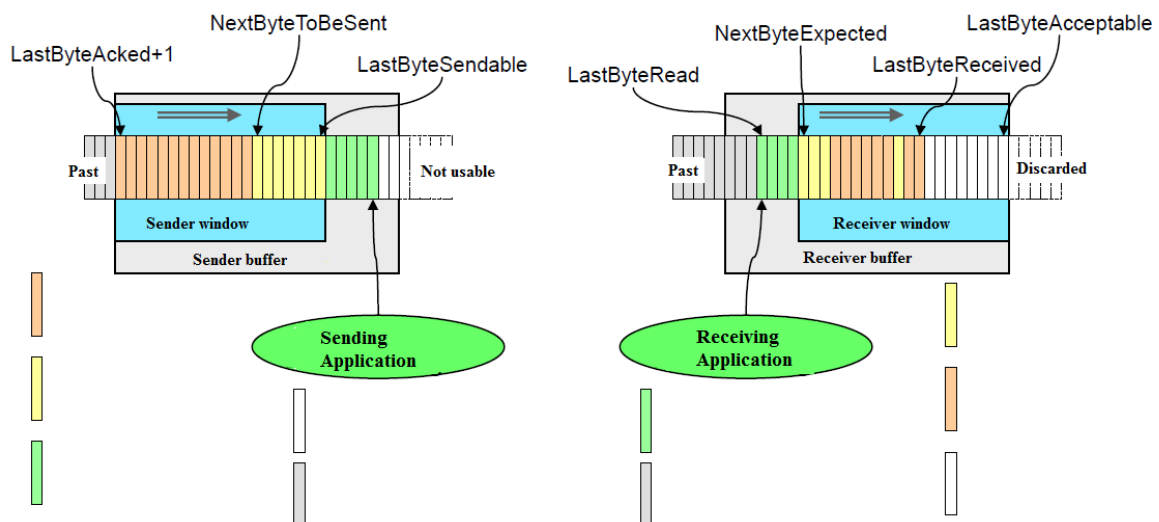 NextByteToBeSent
LastByteAcked+1
LastByteSendable
Past
Not usable
Sender window
Sender buffer
Sending
Application
LastByteAcceptable
NextByteExpected
LastByteReceived
LastByteRead
Past
Discarded
Receiver window
Receiver buffer
Receiving
Application